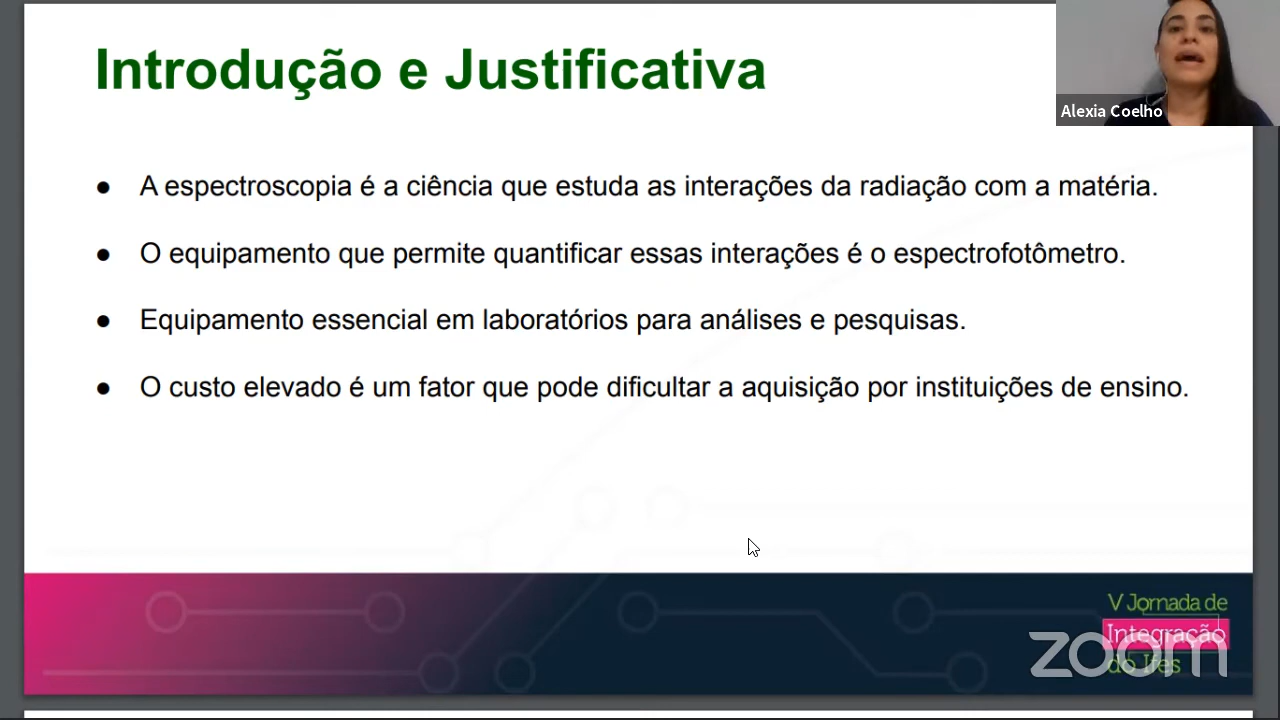 Introdução e Justificativa
Alexia Coelho
● A espectroscopia é a ciência que estuda as interações da radiação com a matéria.
● O equipamento que permite quantificar essas interações é o espectrofotômetro.
● Equipamento essencial em laboratórios para análises e pesquisas.
● O custo elevado é um fator que pode dificultar a aquisição por instituições de ensino.
V Jornada de
Integração
do Ifes
zoom